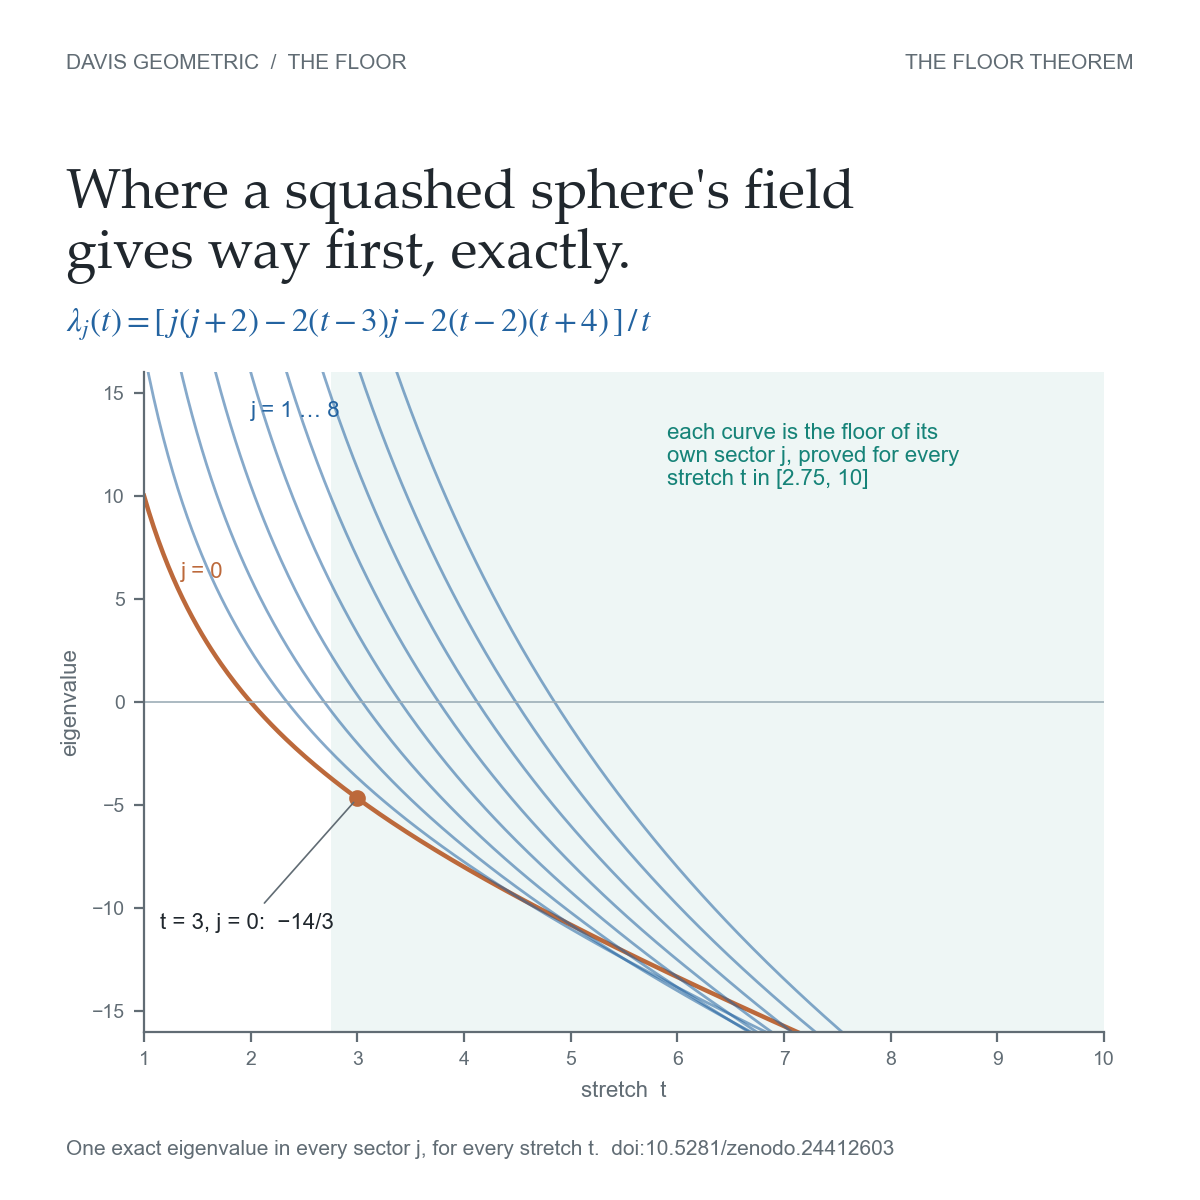 DAVIS GEOMETRIC / THE FLOOR
THE FLOOR THEOREM
Where a squashed sphere's field
gives way first, exactly.
λj(t) = [j(j + 2) − 2(t − 3)j − 2(t − 2)(t + 4)] / t
15
10
5
0
−5
−10
−15
eigenvalue
j = 1 … 8
j = 0
each curve is the floor of its
own sector j, proved for every
stretch t in [2.75, 10]
t = 3, j = 0: −14/3
1 2 3 4 5 6 7 8 9 10
stretch t
One exact eigenvalue in every sector j, for every stretch t. doi:10.5281/zenodo.24412603